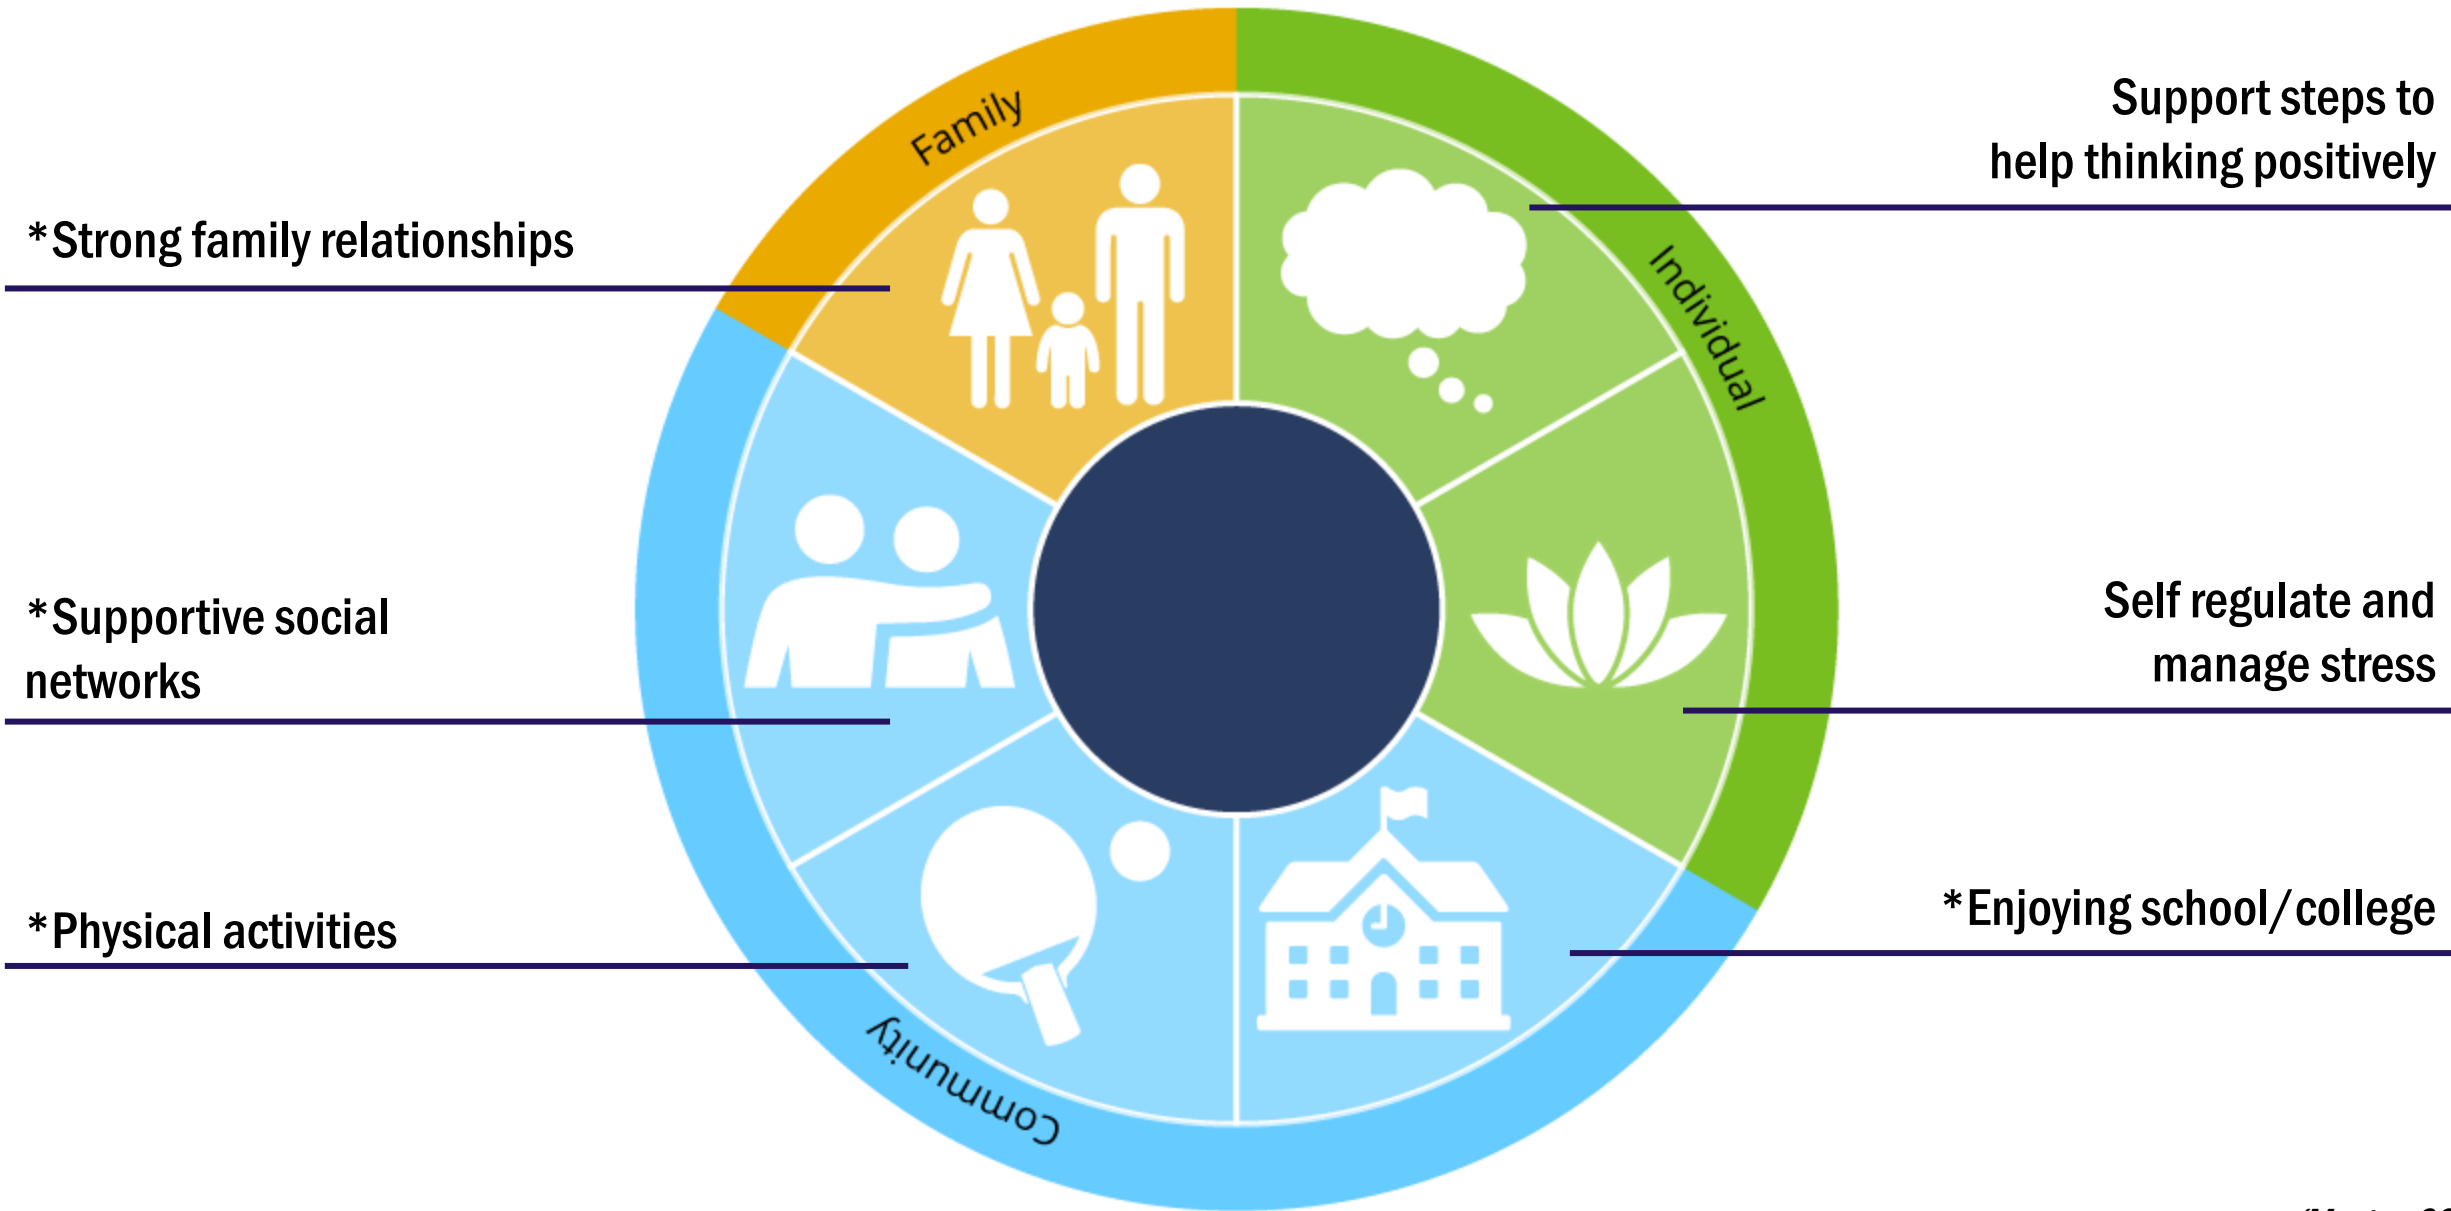 Family
Support steps to
help thinking positively
*Strong family relationships
Individual
*Supportive social
networks
Self regulate and
manage stress
*Enjoying school/college
*Physical activities
Community